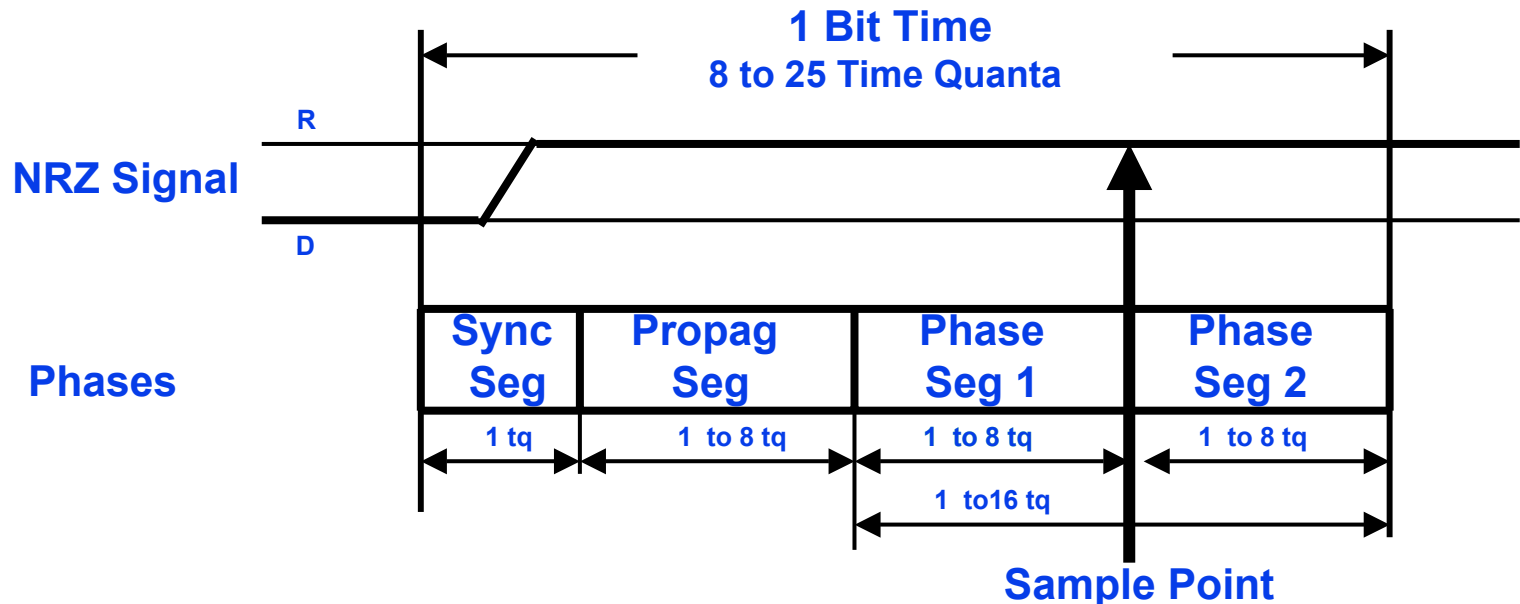 1 Bit Time
8 to 25 Time Quanta
R
NRZ Signal
D
Sync Seg
Propag Seg
Phase Seg 1
Phase Seg 2
Phases
1 tq
1 to 8 tq
1 to 8 tq
1 to 8 tq
1 to16 tq
Sample Point